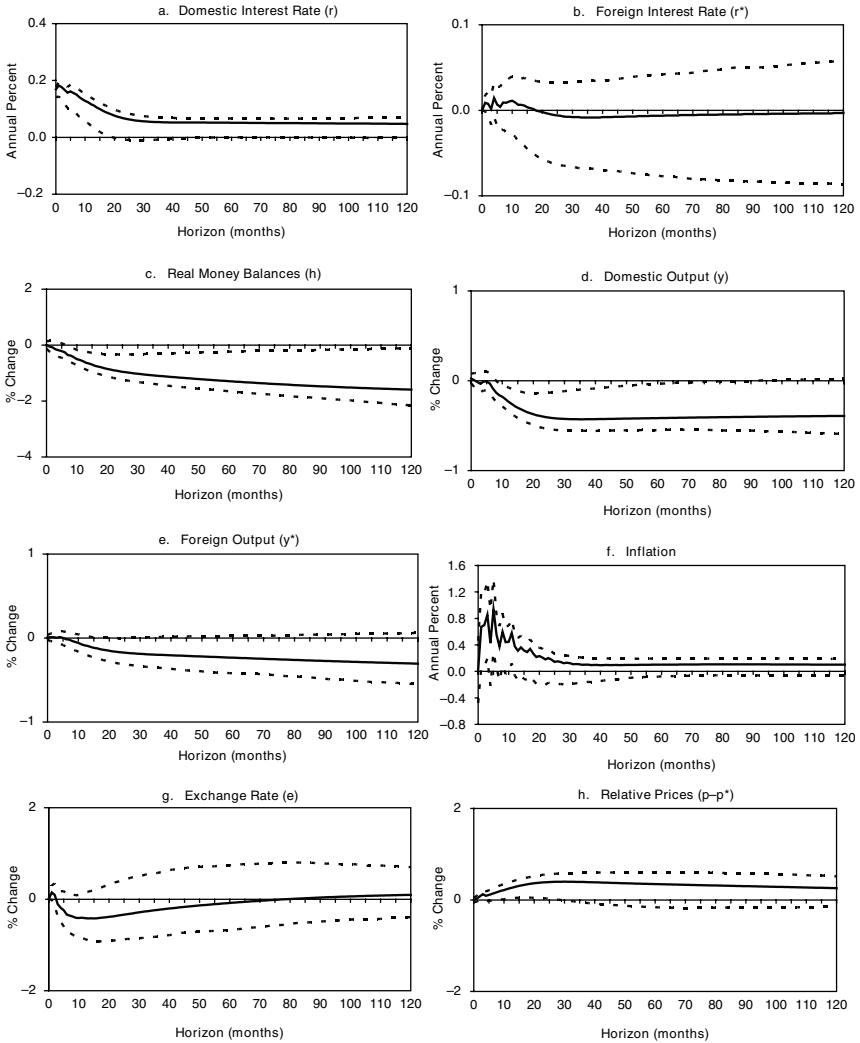 a. Domestic Interest Rate (r)
0.4
0.2
0.0
–0.2
Annual Percent
0 10 20 30 40 50 60 70 80 90 100 110 120
Horizon (months)
b. Foreign Interest Rate (r*)
0.1
0.0
–0.1
Annual Percent
0 10 20 30 40 50 60 70 80 90 100 110 120
Horizon (months)
c. Real Money Balances (h)
2
0
–2
–4
% Change
0 10 20 30 40 50 60 70 80 90 100 110 120
Horizon (months)
d. Domestic Output (y)
1
0
–1
% Change
0 10 20 30 40 50 60 70 80 90 100 110 120
Horizon (months)
e. Foreign Output (y*)
1
0
–1
% Change
0 10 20 30 40 50 60 70 80 90 100 110 120
Horizon (months)
f. Inflation
1.6
1.2
0.8
0.4
0.0
–0.4
–0.8
Annual Percent
0 10 20 30 40 50 60 70 80 90 100 110 120
Horizon (months)
g. Exchange Rate (e)
2
0
–2
% Change
0 10 20 30 40 50 60 70 80 90 100 110 120
Horizon (months)
h. Relative Prices (p–p*)
2
0
–2
% Change
0 10 20 30 40 50 60 70 80 90 100 110 120
Horizon (months)